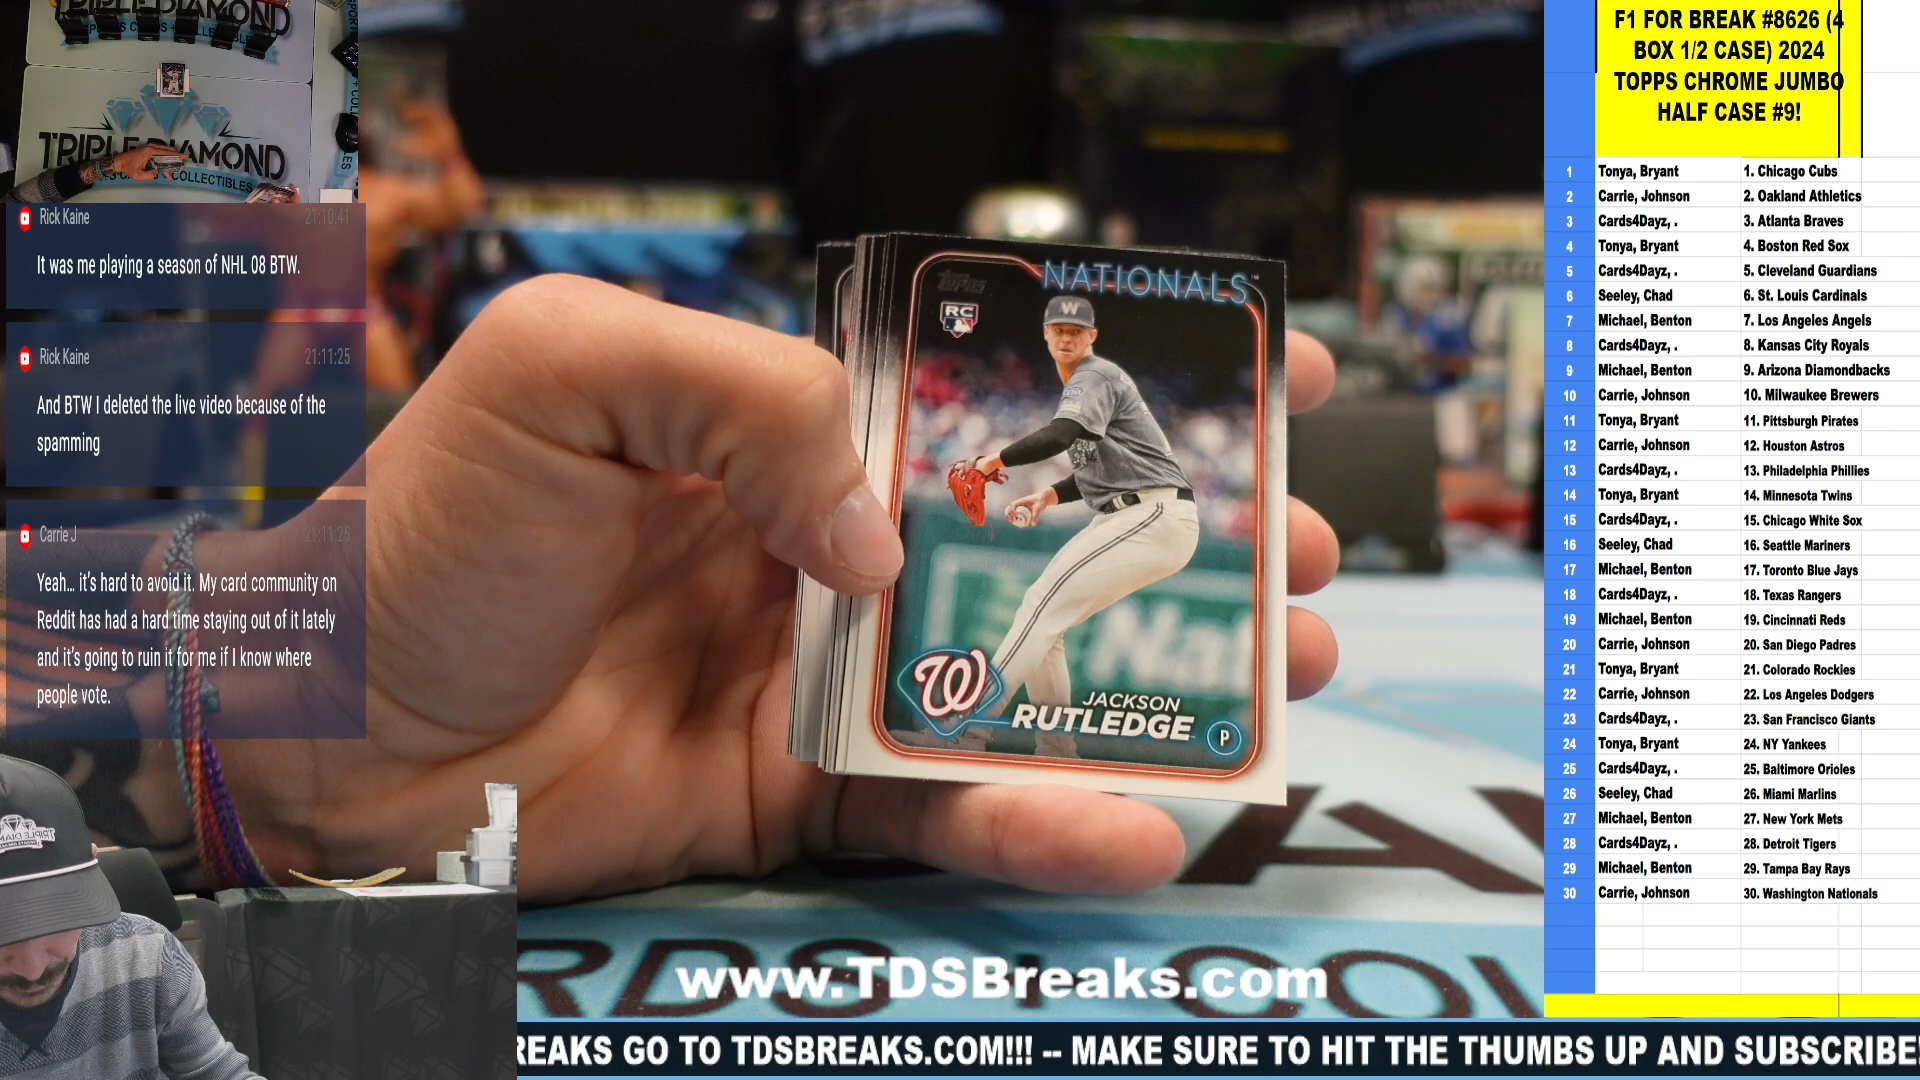 TRIPLE DIAMOND
TRIPLE DIAMOND
COLLECTIBLES
Rick Kaine
21:10:41
It was me playing a season of NHL 08 BTW.
Rick Kaine
21:11:25
And BTW I deleted the live video because of the
spamming
Carrie J
21:11:25
Yeah... it's hard to avoid it. My card community on
Reddit has had a hard time staying out of it lately
and it's going to ruin it for me if I know where
people vote.
TOPPS
NATIONALS
RC
W
W
JACKSON
RUTLEDGE
P
www.TDSBreaks.com
REAKS GO TO TDSBREAKS.COM!!! -- MAKE SURE TO HIT THE THUMBS UP AND SUBSCRIBE!
F1 FOR BREAK #8626 (4
BOX 1/2 CASE) 2024
TOPPS CHROME JUMBO
HALF CASE #9!
1 Tonya, Bryant 1. Chicago Cubs
2 Carrie, Johnson 2. Oakland Athletics
3 Cards4Dayz, . 3. Atlanta Braves
4 Tonya, Bryant 4. Boston Red Sox
5 Cards4Dayz, . 5. Cleveland Guardians
6 Seeley, Chad 6. St. Louis Cardinals
7 Michael, Benton 7. Los Angeles Angels
8 Cards4Dayz, . 8. Kansas City Royals
9 Michael, Benton 9. Arizona Diamondbacks
10 Carrie, Johnson 10. Milwaukee Brewers
11 Tonya, Bryant 11. Pittsburgh Pirates
12 Carrie, Johnson 12. Houston Astros
13 Cards4Dayz, . 13. Philadelphia Phillies
14 Tonya, Bryant 14. Minnesota Twins
15 Cards4Dayz, . 15. Chicago White Sox
16 Seeley, Chad 16. Seattle Mariners
17 Michael, Benton 17. Toronto Blue Jays
18 Cards4Dayz, . 18. Texas Rangers
19 Michael, Benton 19. Cincinnati Reds
20 Carrie, Johnson 20. San Diego Padres
21 Tonya, Bryant 21. Colorado Rockies
22 Carrie, Johnson 22. Los Angeles Dodgers
23 Cards4Dayz, . 23. San Francisco Giants
24 Tonya, Bryant 24. NY Yankees
25 Cards4Dayz, . 25. Baltimore Orioles
26 Seeley, Chad 26. Miami Marlins
27 Michael, Benton 27. New York Mets
28 Cards4Dayz, . 28. Detroit Tigers
29 Michael, Benton 29. Tampa Bay Rays
30 Carrie, Johnson 30. Washington Nationals